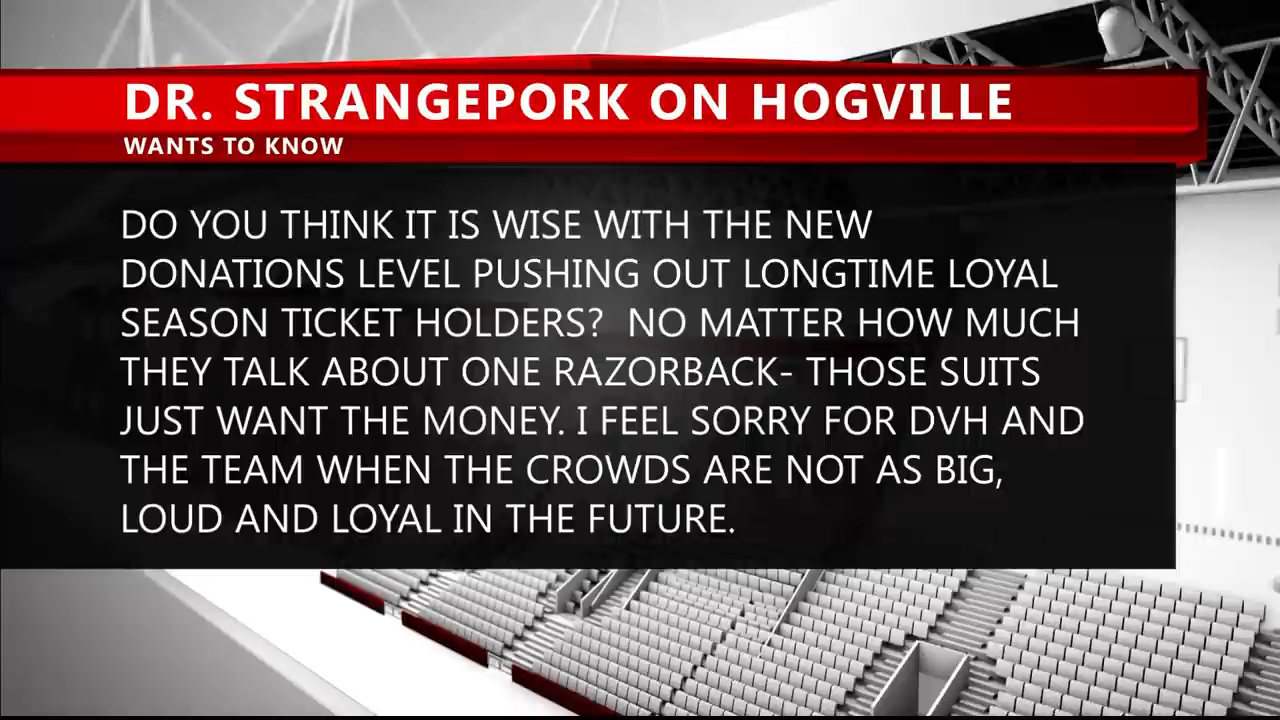 DR. STRANGEPORK ON HOGVILLE
WANTS TO KNOW
DO YOU THINK IT IS WISE WITH THE NEW
DONATIONS LEVEL PUSHING OUT LONGTIME LOYAL
SEASON TICKET HOLDERS?  NO MATTER HOW MUCH
THEY TALK ABOUT ONE RAZORBACK- THOSE SUITS
JUST WANT THE MONEY. I FEEL SORRY FOR DVH AND
THE TEAM WHEN THE CROWDS ARE NOT AS BIG,
LOUD AND LOYAL IN THE FUTURE.